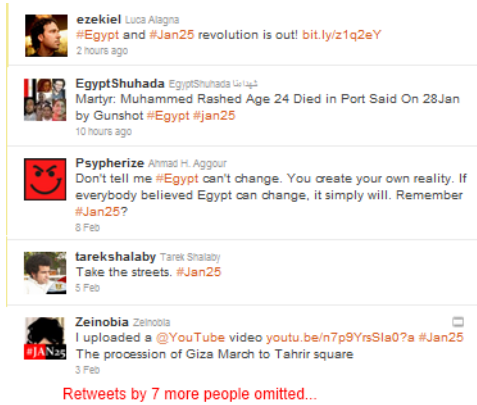 ezekiel Luca Alagna
#Egypt and #Jan25 revolution is out! bit.ly/z1q2eY
2 hours ago
EgyptShuhada EgyptShuhada شهداءنا
Martyr: Muhammed Rashed Age 24 Died in Port Said On 28Jan
by Gunshot #Egypt #jan25
10 hours ago
Psypherize Ahmad H. Aggour
Don't tell me #Egypt can't change. You create your own reality. If
everybody believed Egypt can change, it simply will. Remember
#Jan25?
8 Feb
tarekshalaby Tarek Shalaby
Take the streets. #Jan25
5 Feb
Zeinobia Zeinobia
I uploaded a @YouTube video youtu.be/n7p9YrsSIa0?a #Jan25
The procession of Giza March to Tahrir square
3 Feb
#JAN25
Retweets by 7 more people omitted...